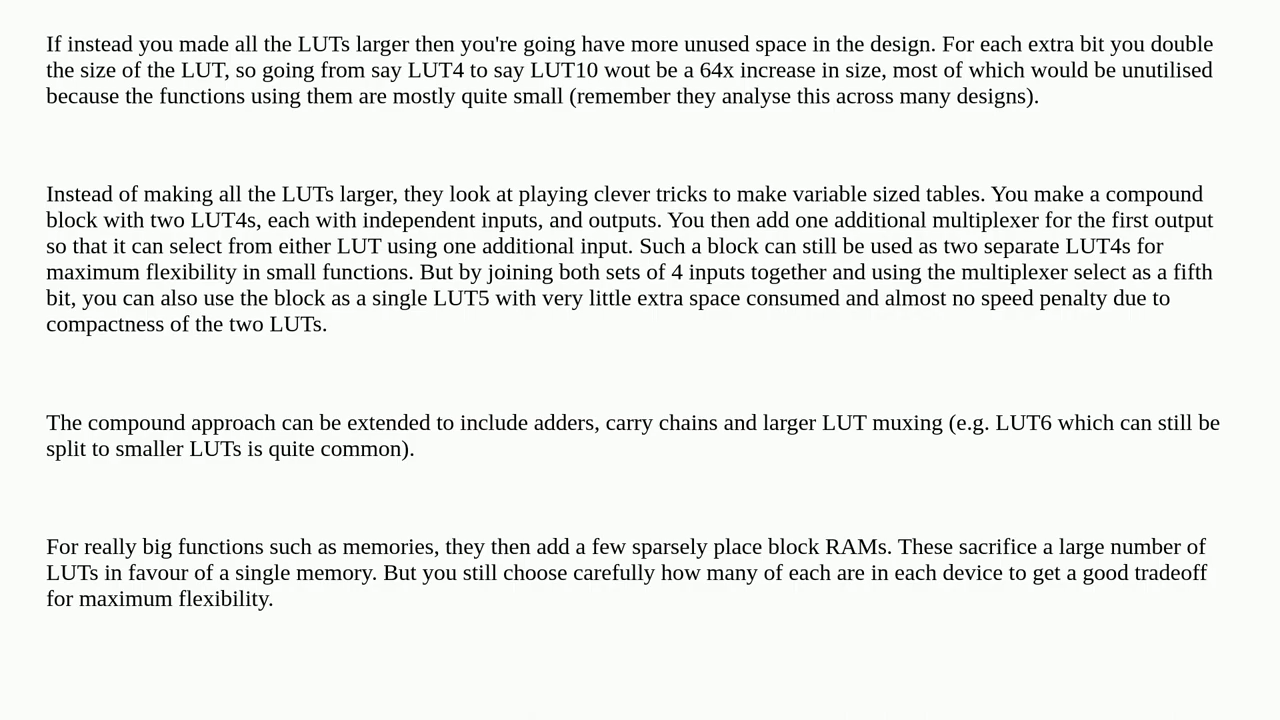 If instead you made all the LUTs larger then you're going have more unused space in the design. For each extra bit you double
the size of the LUT, so going from say LUT4 to say LUT10 wout be a 64x increase in size, most of which would be unutilised
because the functions using them are mostly quite small (remember they analyse this across many designs).
Instead of making all the LUTs larger, they look at playing clever tricks to make variable sized tables. You make a compound
block with two LUT4s, each with independent inputs, and outputs. You then add one additional multiplexer for the first output
so that it can select from either LUT using one additional input. Such a block can still be used as two separate LUT4s for
maximum flexibility in small functions. But by joining both sets of 4 inputs together and using the multiplexer select as a fifth
bit, you can also use the block as a single LUT5 with very little extra space consumed and almost no speed penalty due to
compactness of the two LUTs.
The compound approach can be extended to include adders, carry chains and larger LUT muxing (e.g. LUT6 which can still be
split to smaller LUTs is quite common).
For really big functions such as memories, they then add a few sparsely place block RAMs. These sacrifice a large number of
LUTs in favour of a single memory. But you still choose carefully how many of each are in each device to get a good tradeoff
for maximum flexibility.